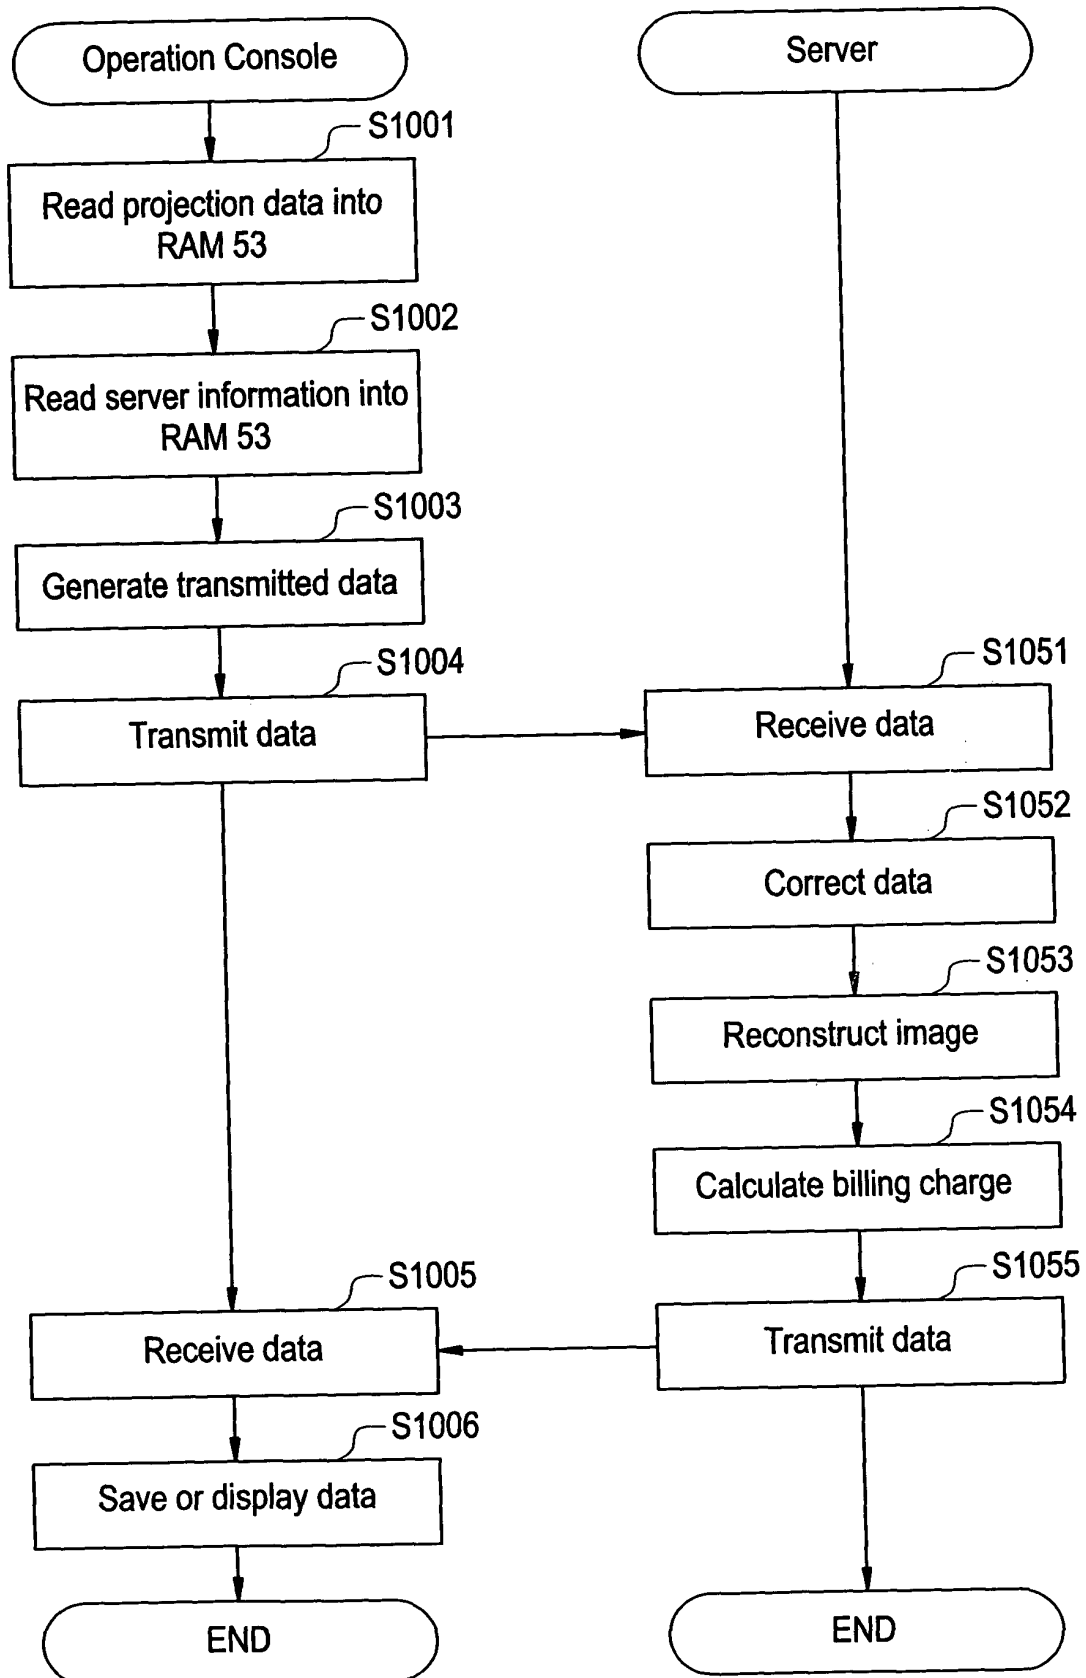 Operation Console
S1001
Read projection data into
RAM 53
S1002
Read server information into
RAM 53
S1003
Generate transmitted data
S1004
Transmit data
S1005
Receive data
S1006
Save or display data
END
Server
S1051
Receive data
S1052
Correct data
S1053
Reconstruct image
S1054
Calculate billing charge
S1055
Transmit data
END